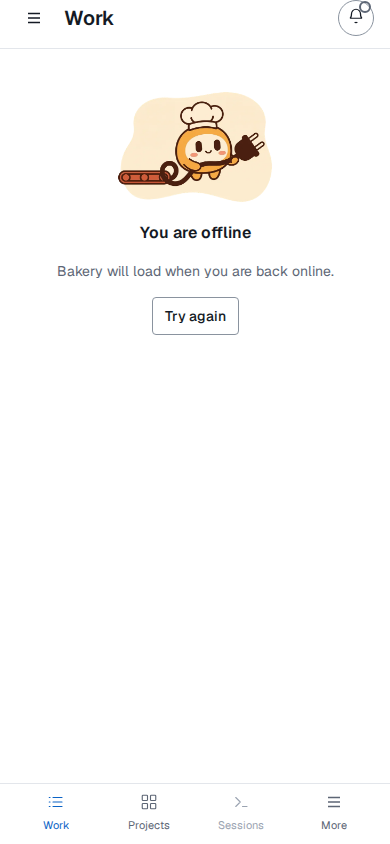 Work
You are offline
Bakery will load when you are back online.
Try again
Work
Projects
Sessions
More